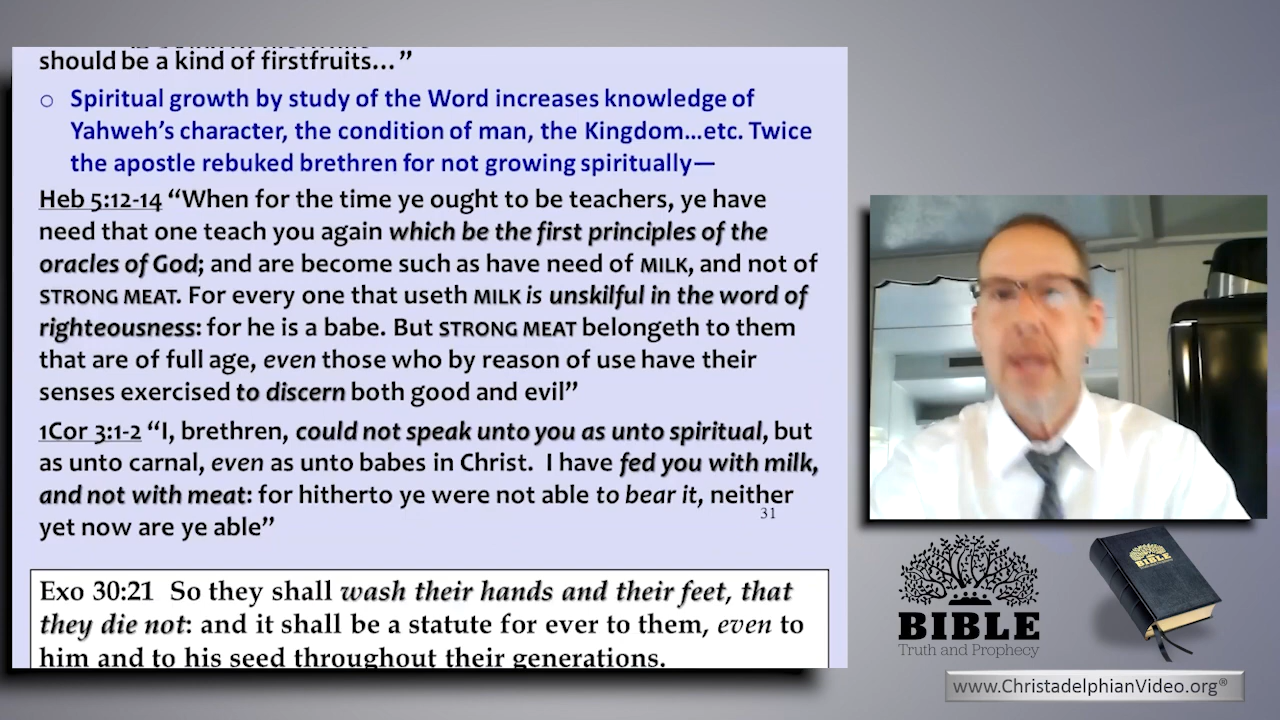 should be a kind of firstfruits…”
o Spiritual growth by study of the Word increases knowledge of
Yahweh’s character, the condition of man, the Kingdom…etc. Twice
the apostle rebuked brethren for not growing spiritually—
Heb 5:12-14 “When for the time ye ought to be teachers, ye have
need that one teach you again which be the first principles of the
oracles of God; and are become such as have need of MILK, and not of
STRONG MEAT. For every one that useth MILK is unskilful in the word of
righteousness: for he is a babe. But STRONG MEAT belongeth to them
that are of full age, even those who by reason of use have their
senses exercised to discern both good and evil”
1Cor 3:1-2 “I, brethren, could not speak unto you as unto spiritual, but
as unto carnal, even as unto babes in Christ.  I have fed you with milk,
and not with meat: for hitherto ye were not able to bear it, neither
yet now are ye able”
31
Exo 30:21  So they shall wash their hands and their feet, that
they die not: and it shall be a statute for ever to them, even to
him and to his seed throughout their generations.
BIBLE
Truth and Prophecy
BIBLE
www.ChristadelphianVideo.org®